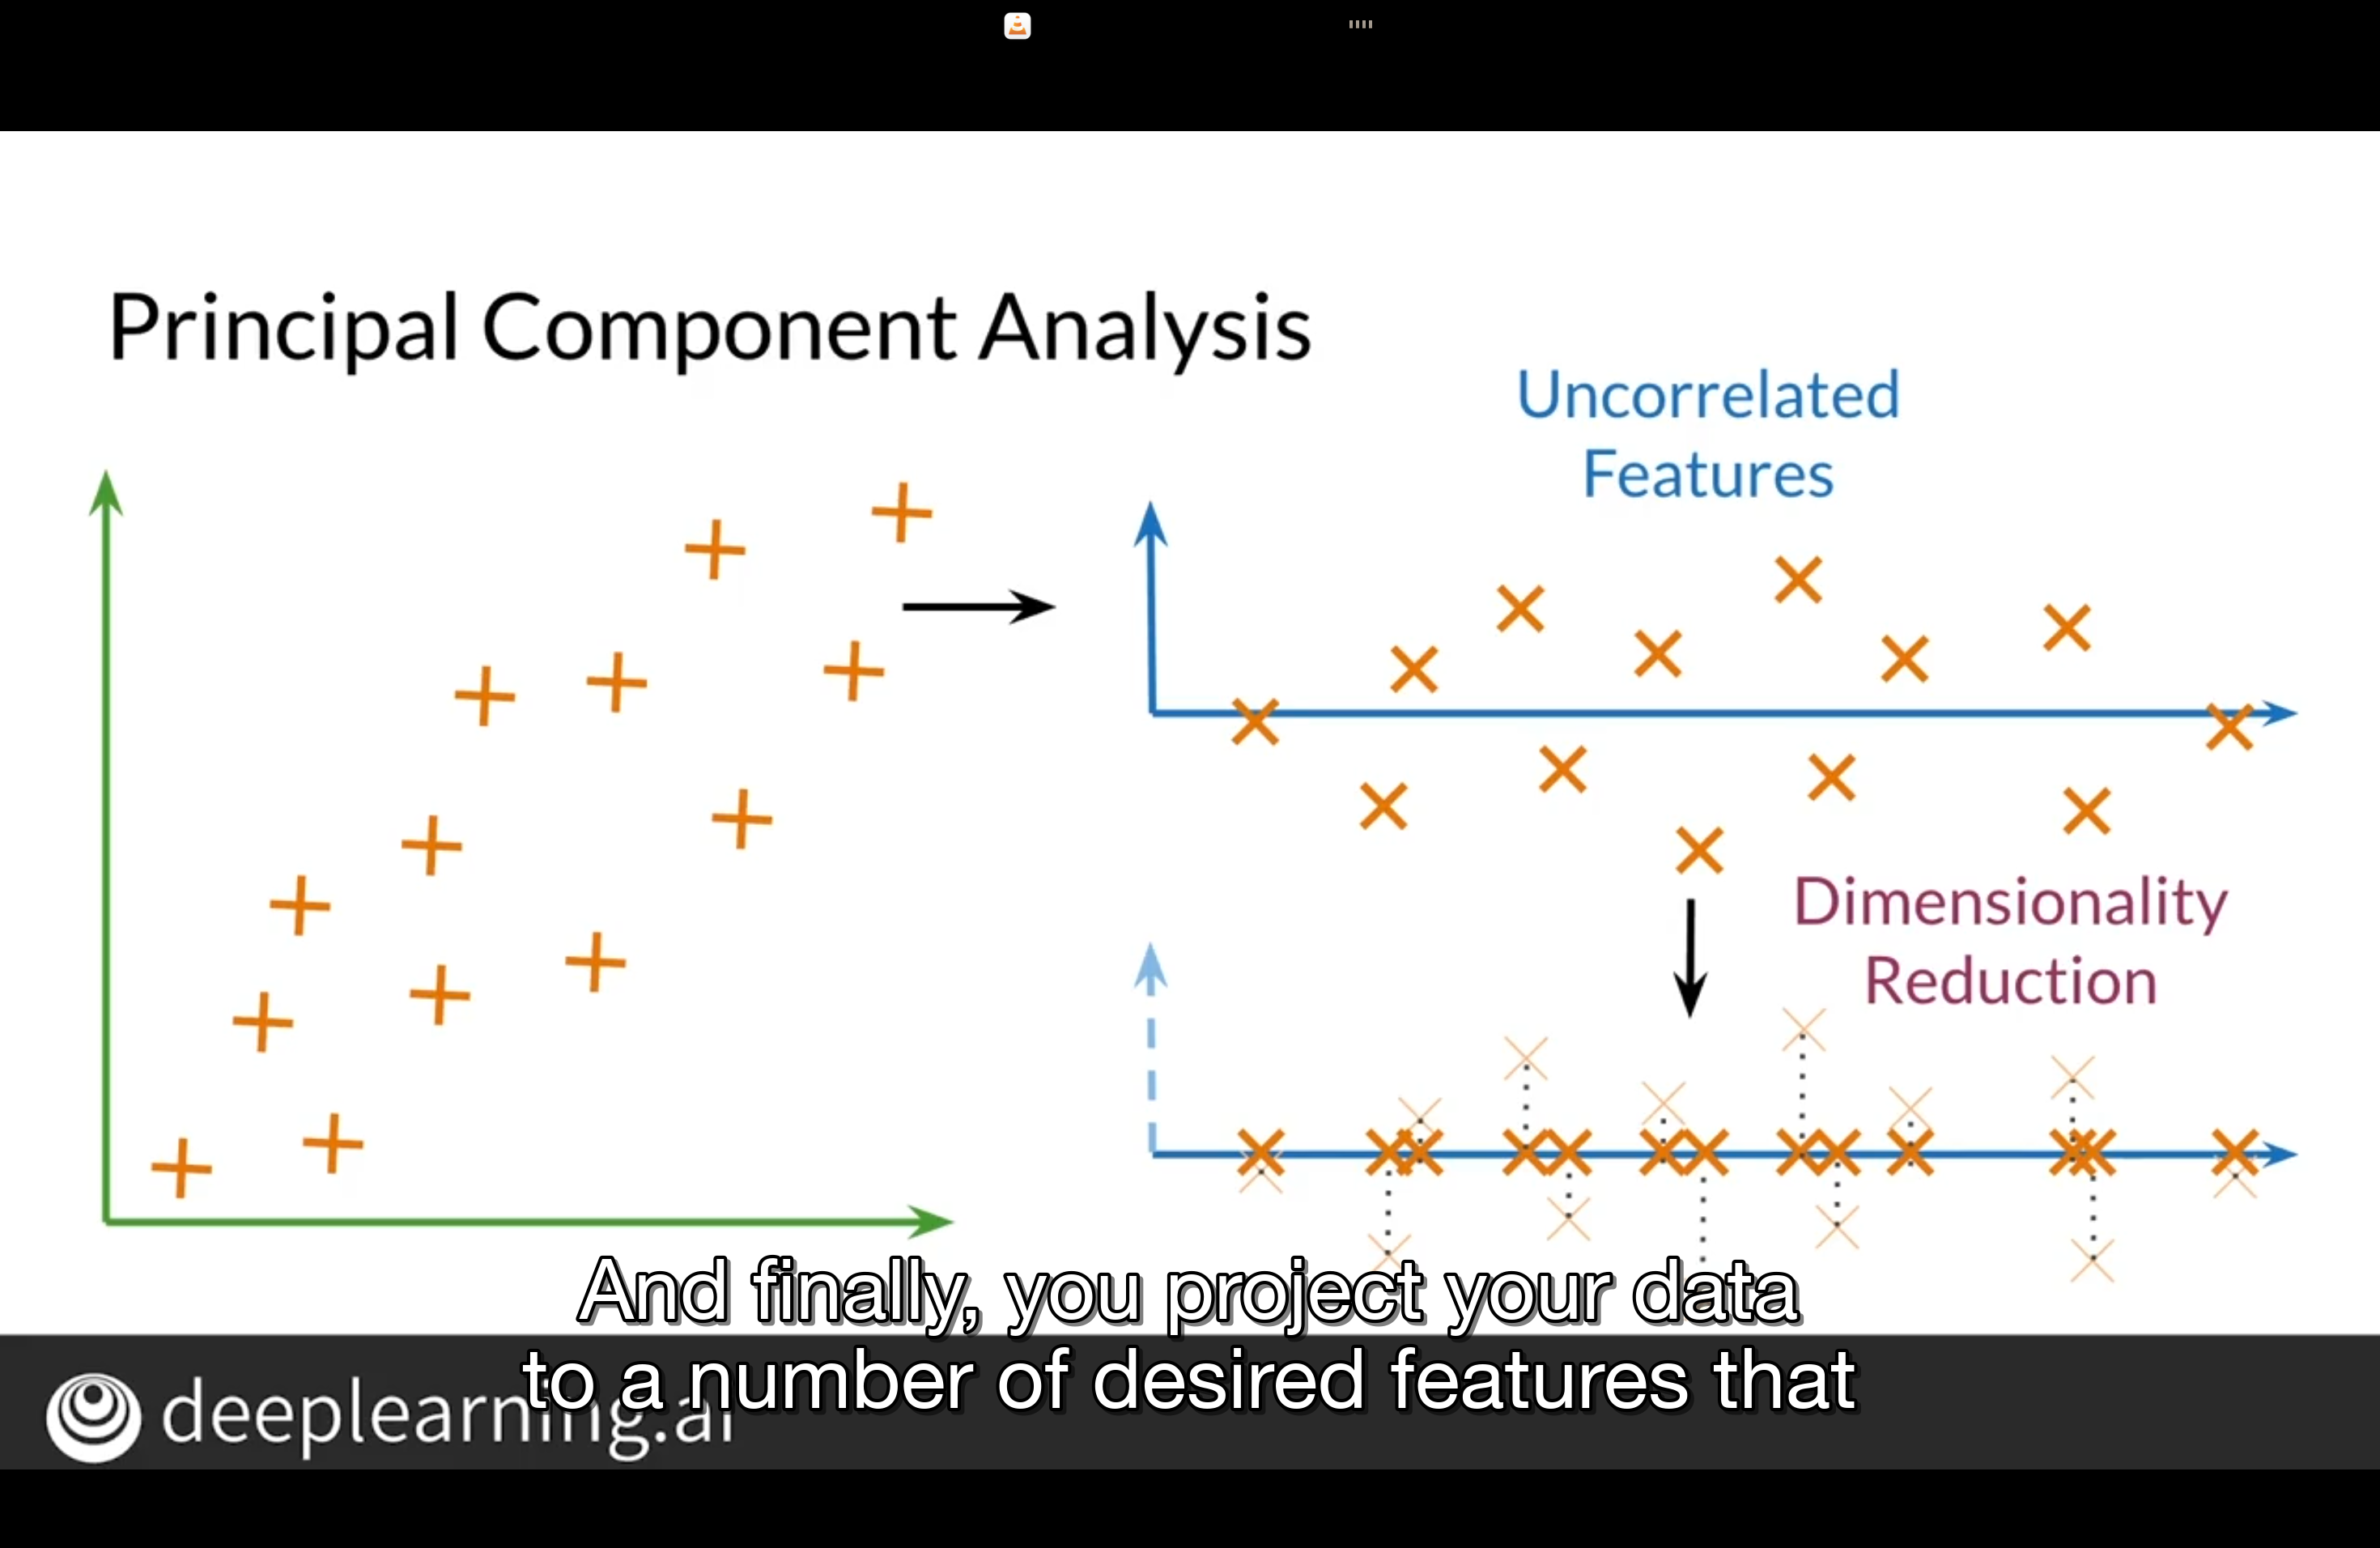 Principal Component Analysis
Uncorrelated
Features
Dimensionality
Reduction
And finally, you project your data
to a number of desired features that
deeplearning.ai